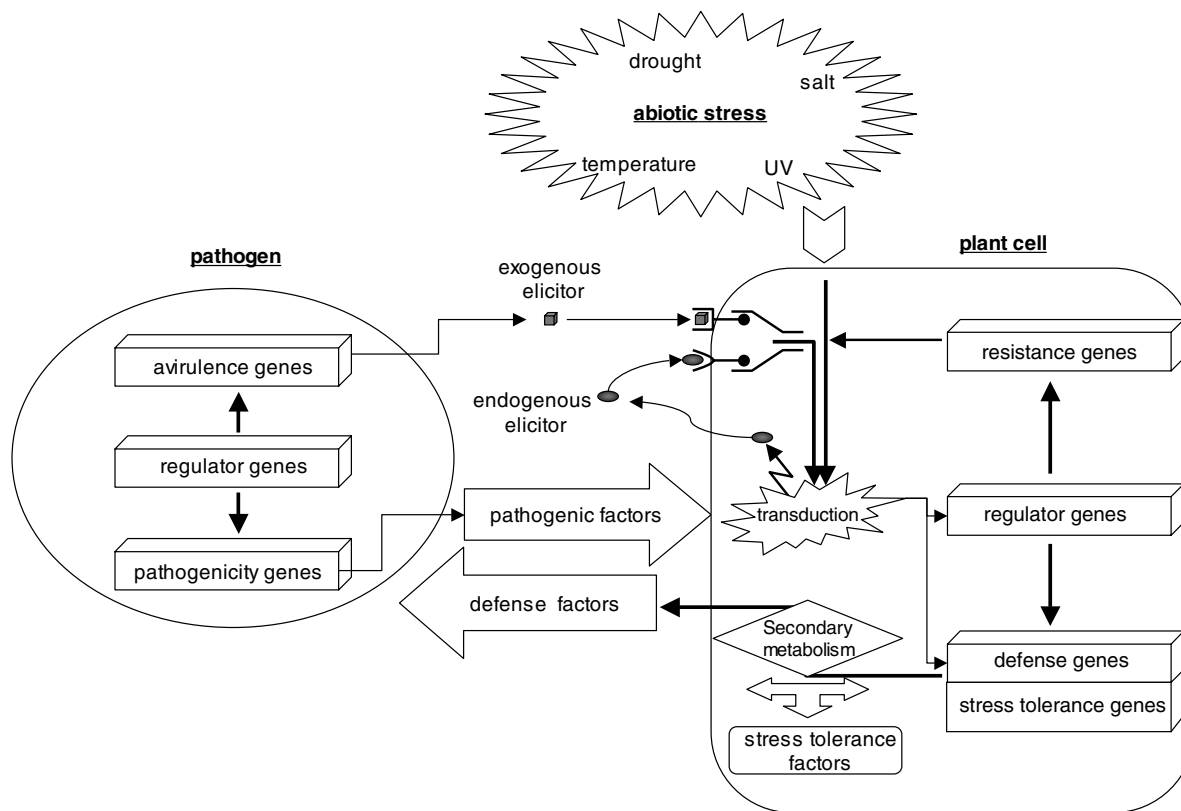 drought
salt
abiotic stress
temperature
UV
pathogen
plant cell
exogenous
elicitor
avirulence genes
resistance genes
endogenous
elicitor
regulator genes
pathogenic factors
transduction
regulator genes
pathogenicity genes
defense factors
Secondary
metabolism
defense genes
stress tolerance genes
stress tolerance
factors